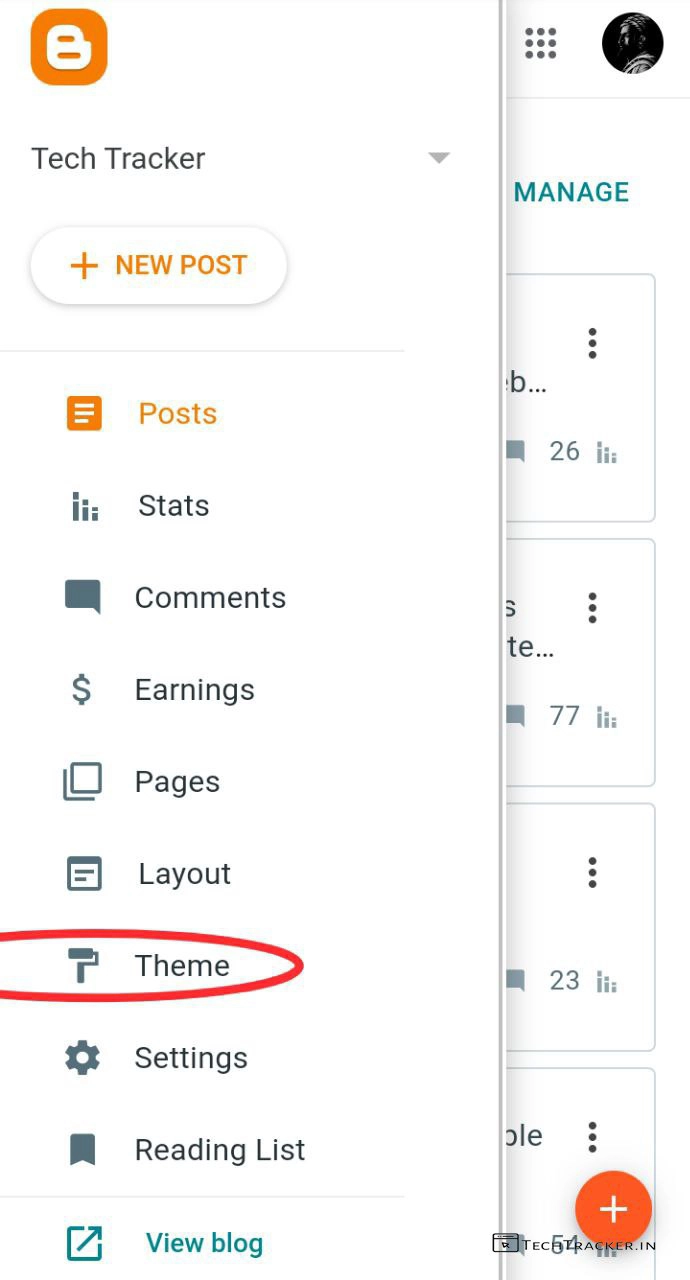 Tech Tracker
MANAGE
NEW POST
Posts
eb...
26
Stats
Comments
s
te...
77
Earnings
Pages
Layout
Theme
23
Settings
ple
Reading List
View blog
54
TECHTRACKER.IN